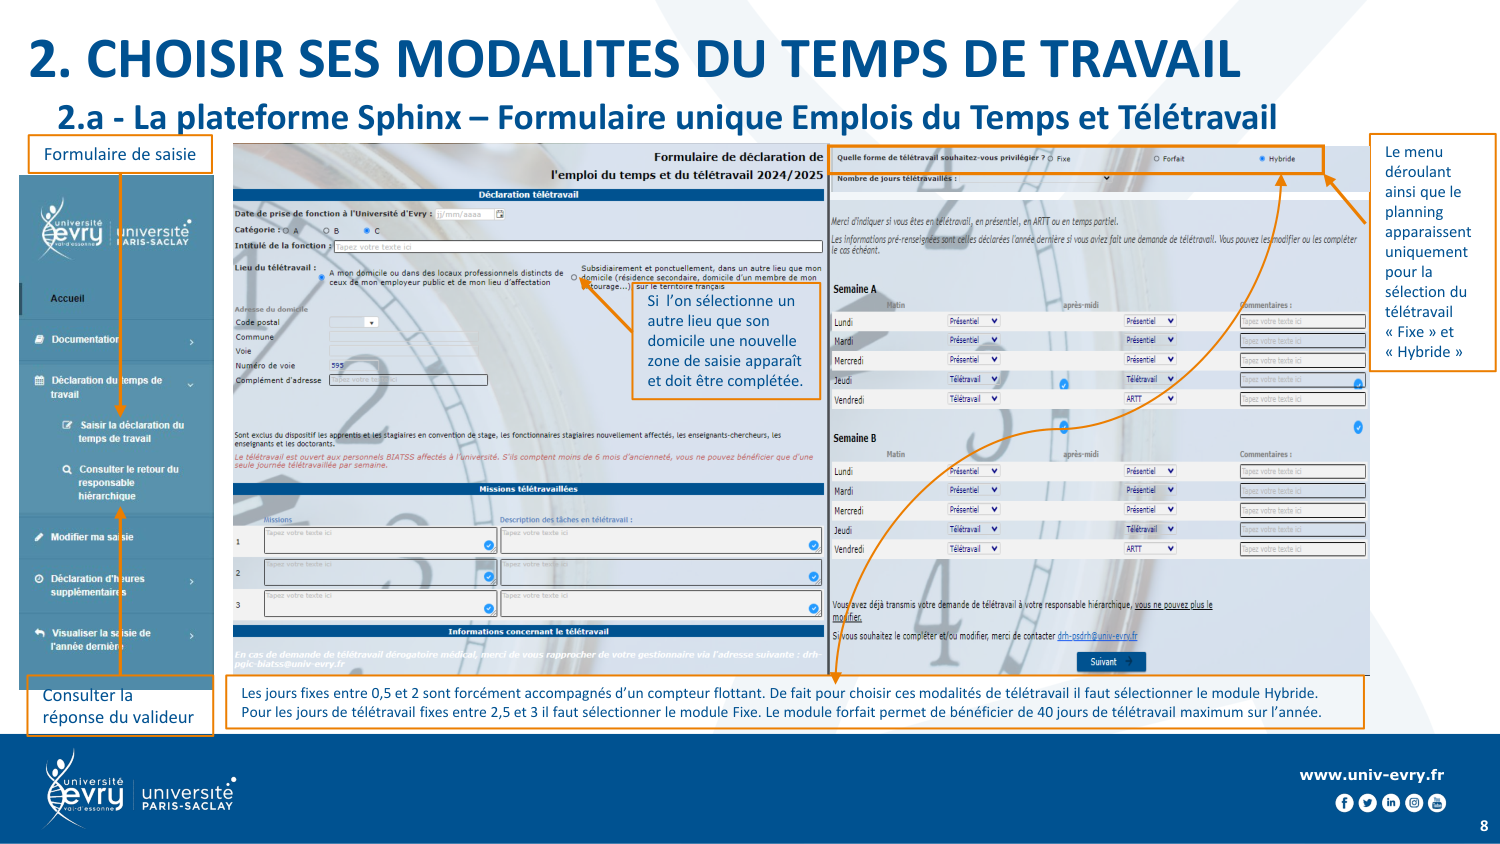 2. CHOISIR SES MODALITES DU TEMPS DE TRAVAIL
2.a - La plateforme Sphinx – Formulaire unique Emplois du Temps et Télétravail
Formulaire de saisie
université
evry
val-d'essonne
université
PARIS-SACLAY
Accueil
Documentation
Déclaration du temps de
travail
Saisir la déclaration du
temps de travail
Consulter le retour du
responsable
hiérarchique
Modifier ma saisie
Déclaration d'heures
supplémentaires
Visualiser la saisie de
l'année dernière
Consulter la
réponse du valideur
Formulaire de déclaration de
l'emploi du temps et du télétravail 2024/2025
Déclaration télétravail
Date de prise de fonction à l'Université d'Evry : jj/mm/aaaa
Catégorie : A B C
Intitulé de la fonction : Tapez votre texte ici
Lieu du télétravail :
A mon domicile ou dans des locaux professionnels distincts de
ceux de mon employeur public et de mon lieu d'affectation
Subsidiairement et ponctuellement, dans un autre lieu que mon
domicile (résidence secondaire, domicile d'un membre de mon
entourage...) sur le territoire français
Si l'on sélectionne un
autre lieu que son
domicile une nouvelle
zone de saisie apparaît
et doit être complétée.
Adresse du domicile
Code postal
Commune
Voie
Numéro de voie 595
Complément d'adresse Tapez votre texte ici
Sont exclus du dispositif les apprentis et les stagiaires en convention de stage, les fonctionnaires stagiaires nouvellement affectés, les enseignants-chercheurs, les
enseignants et les doctorants.
Le télétravail est ouvert aux personnels BIATSS affectés à l'université. S'ils comptent moins de 6 mois d'ancienneté, vous ne pouvez bénéficier que d'une
seule journée télétravaillée par semaine.
Missions télétravaillées
Missions Description des tâches en télétravail :
1 Tapez votre texte ici Tapez votre texte ici
2 Tapez votre texte ici Tapez votre texte ici
3 Tapez votre texte ici Tapez votre texte ici
Informations concernant le télétravail
En cas de demande de télétravail dérogatoire médical, merci de vous rapprocher de votre gestionnaire via l'adresse suivante : drh-
pgic-biatss@univ-evry.fr
Quelle forme de télétravail souhaitez-vous privilégier ? Fixe Forfait Hybride
Nombre de jours télétravaillés :
Merci d'indiquer si vous êtes en télétravail, en présentiel, en ARTT ou en temps partiel.
Les informations pré-renseignées sont celles déclarées l'année dernière si vous aviez fait une demande de télétravail. Vous pouvez les modifier ou les compléter
le cas échéant.
Semaine A
Matin après-midi Commentaires :
Lundi Présentiel Présentiel Tapez votre texte ici
Mardi Présentiel Présentiel Tapez votre texte ici
Mercredi Présentiel Présentiel Tapez votre texte ici
Jeudi Télétravail Télétravail Tapez votre texte ici
Vendredi Télétravail ARTT Tapez votre texte ici
Semaine B
Matin après-midi Commentaires :
Lundi Présentiel Présentiel Tapez votre texte ici
Mardi Présentiel Présentiel Tapez votre texte ici
Mercredi Présentiel Présentiel Tapez votre texte ici
Jeudi Télétravail Télétravail Tapez votre texte ici
Vendredi Télétravail ARTT Tapez votre texte ici
Vous avez déjà transmis votre demande de télétravail à votre responsable hiérarchique, vous ne pouvez plus le
modifier.
Si vous souhaitez le compléter et/ou modifier, merci de contacter drh-psdrh@univ-evry.fr
Suivant
Le menu
déroulant
ainsi que le
planning
apparaissent
uniquement
pour la
sélection du
télétravail
« Fixe » et
« Hybride »
Les jours fixes entre 0,5 et 2 sont forcément accompagnés d'un compteur flottant. De fait pour choisir ces modalités de télétravail il faut sélectionner le module Hybride.
Pour les jours de télétravail fixes entre 2,5 et 3 il faut sélectionner le module Fixe. Le module forfait permet de bénéficier de 40 jours de télétravail maximum sur l'année.
université
evry
val-d'essonne
université
PARIS-SACLAY
www.univ-evry.fr
8